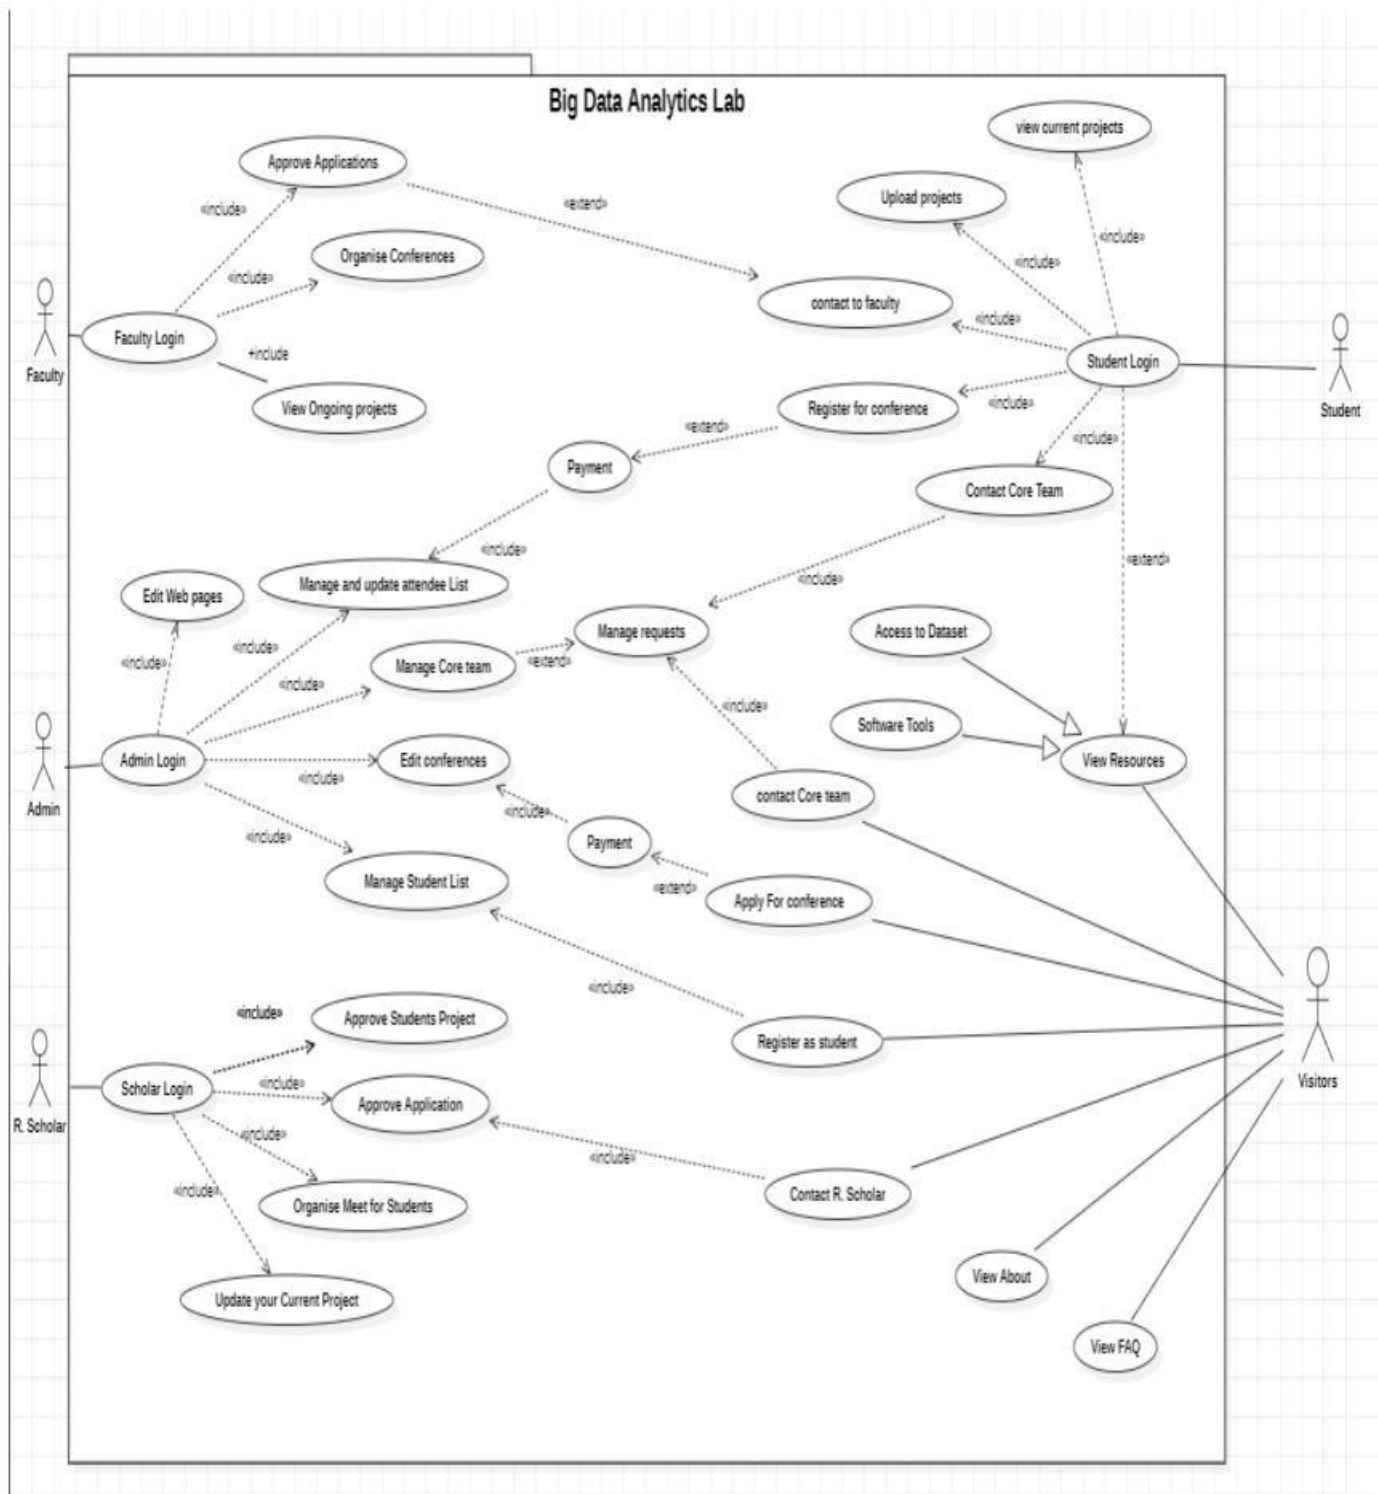 Big Data Analytics Lab
view current projects
Approve Applications
Upload projects
«include»
«extend»
«include»
Organise Conferences
«include»
«include»
contact to faculty
«include»
Faculty Login
+include
Student Login
Faculty
View Ongoing projects
Register for conference
«include»
Student
«extend»
«include»
Payment
Contact Core Team
«include»
«extend»
Manage and update attendee List
«include»
Edit Web pages
Manage requests
Access to Dataset
«include»
«include»
Manage Core team
«extend»
«include»
«include»
Software Tools
Admin Login
Edit conferences
View Resources
«include»
contact Core team
Admin
«include»
«include»
Payment
Manage Student List
«extend»
Apply For conference
«include»
Approve Students Project
«include»
Register as student
Scholar Login
«include»
Visitors
Approve Application
R. Scholar
«include»
«include»
«include»
Contact R. Scholar
Organise Meet for Students
View About
Update your Current Project
View FAQ